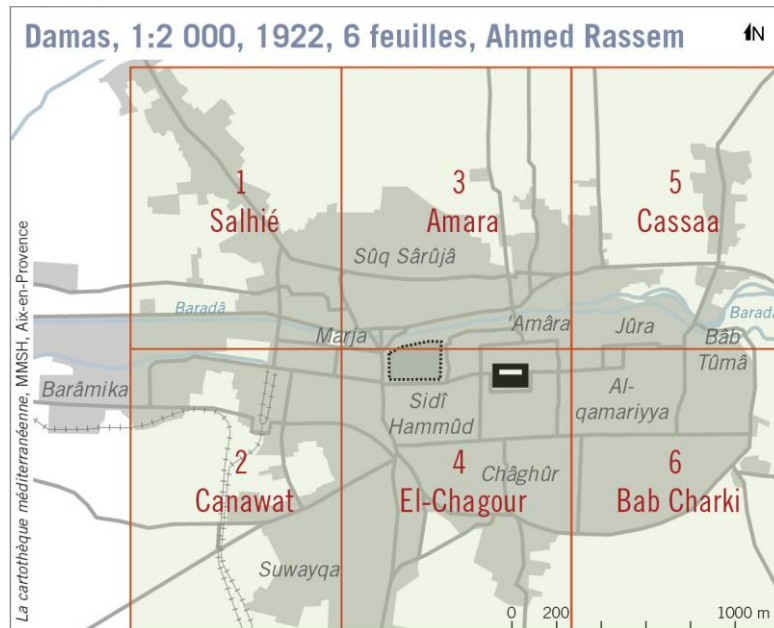 Damas, 1:2 000, 1922, 6 feuilles, Ahmed Rassem
N
1
Salhié
3
Amara
5
Cassaa
Sûq Sârûjâ
Baradâ
Marja
'Amâra
Jûra
Baradâ
Bâb
Tûmâ
Barâmika
Sidî
Hammûd
Al-
qamariyya
2
Canawat
4
El-Chagour
Châghûr
6
Bab Charki
Suwayqa
0 200 1000 m
La cartothèque méditerranéenne, MMSH, Aix-en-Provence